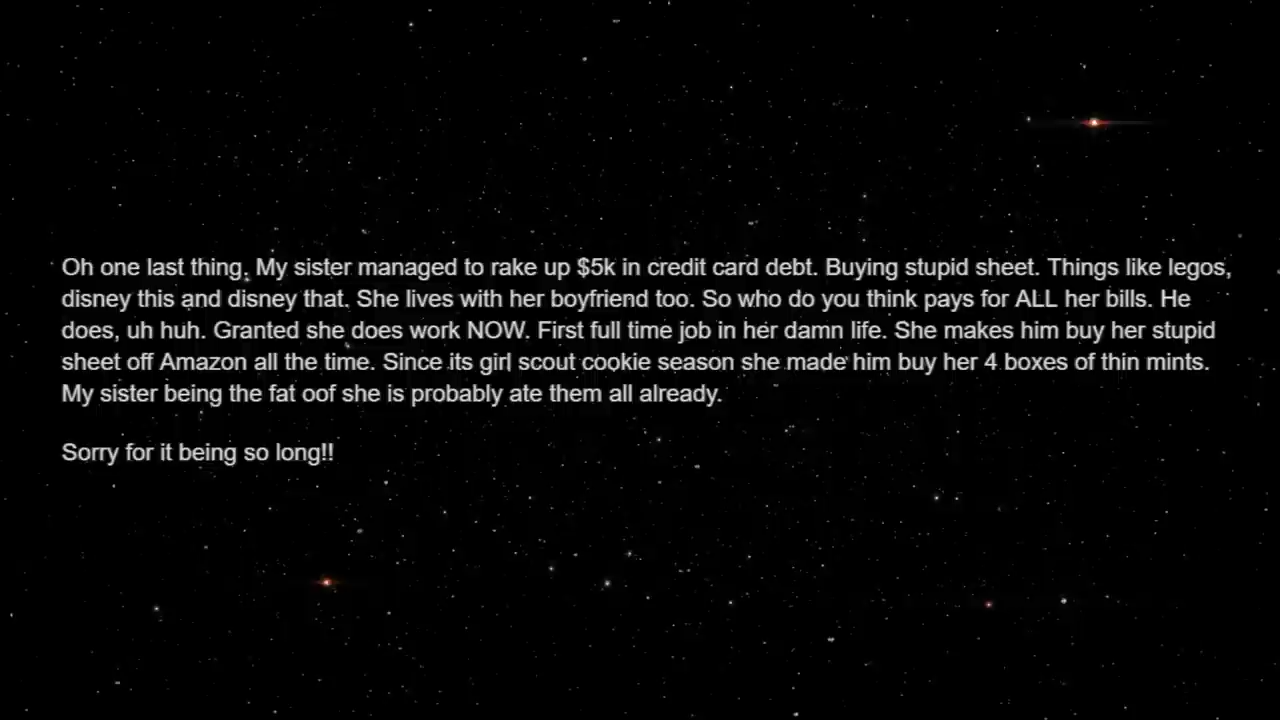 Oh one last thing. My sister managed to rake up $5k in credit card debt. Buying stupid sheet. Things like legos,
disney this and disney that. She lives with her boyfriend too. So who do you think pays for ALL her bills. He
does, uh huh. Granted she does work NOW. First full time job in her damn life. She makes him buy her stupid
sheet off Amazon all the time. Since its girl scout cookie season she made him buy her 4 boxes of thin mints.
My sister being the fat oof she is probably ate them all already.
Sorry for it being so long!!